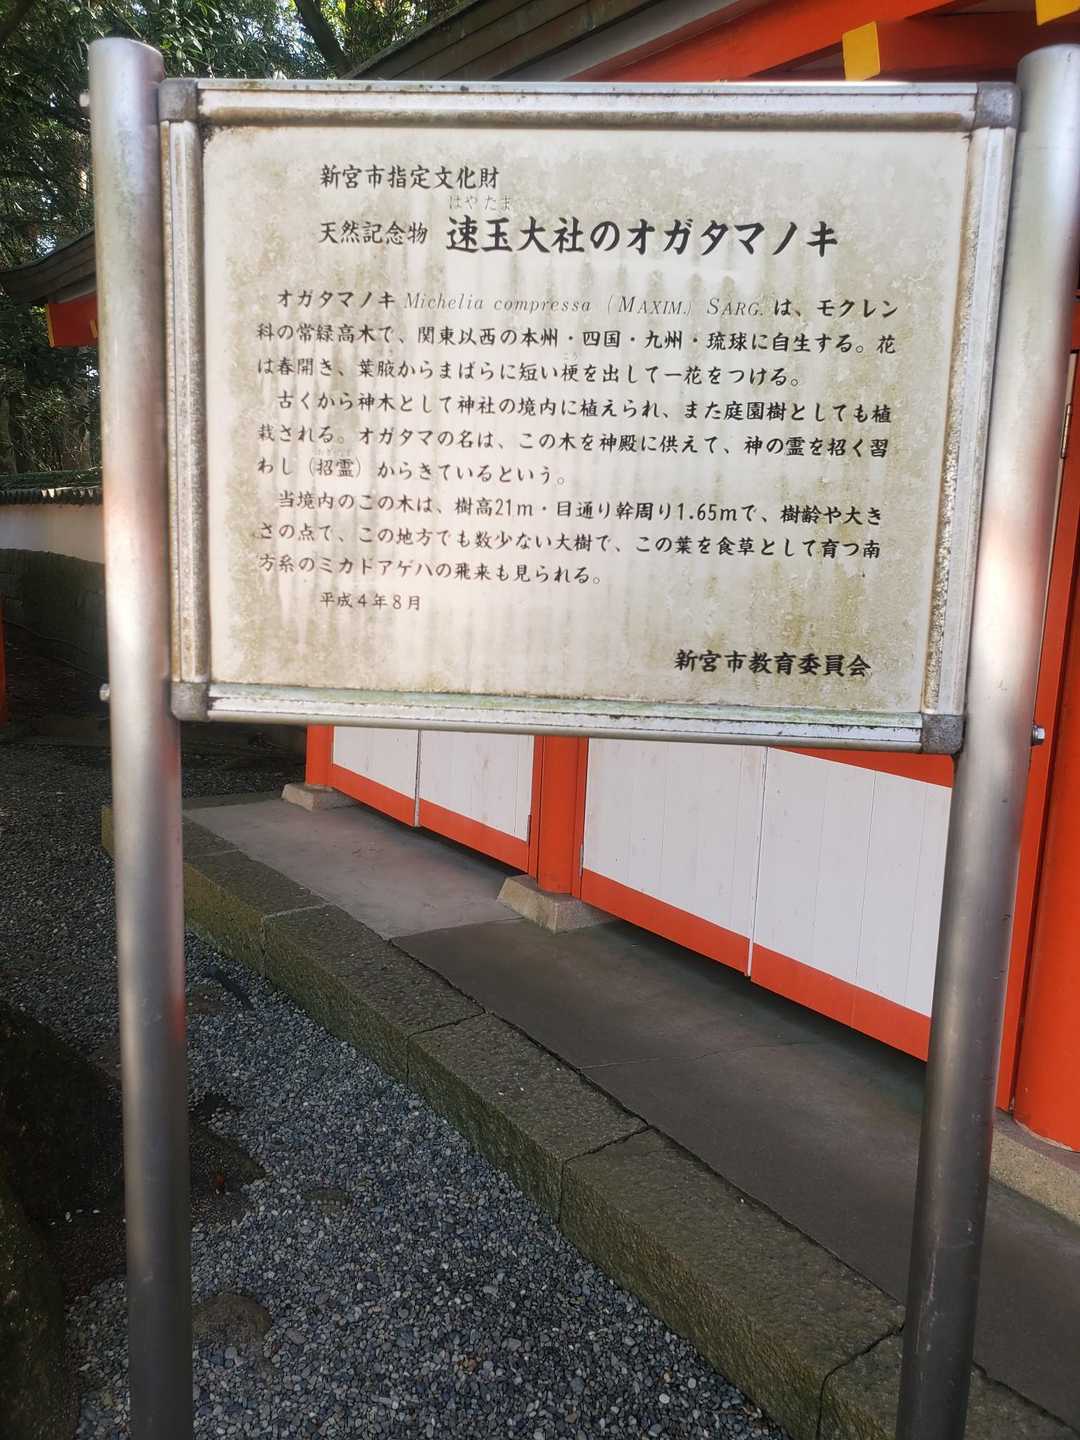 新宮市指定文化財
はやたま
天然記念物 速玉大社のオガタマノキ
オガタマノキ Michelia compressa (MAXIM.) SARG. は、モクレン
科の常緑高木で、関東以西の本州・四国・九州・琉球に自生する。花
は春開き、葉腋からまばらに短い梗を出して一花をつける。
古くから神木として神社の境内に植えられ、また庭園樹としても植
栽される。オガタマの名は、この木を神殿に供えて、神の霊を招く習
わし(招霊)からきているという。
当境内のこの木は、樹高21m・目通り幹周り1.65mで、樹齢や大き
さの点で、この地方でも数少ない大樹で、この葉を食草として育つ南
方系のミカドアゲハの飛来も見られる。
平成4年8月
新宮市教育委員会